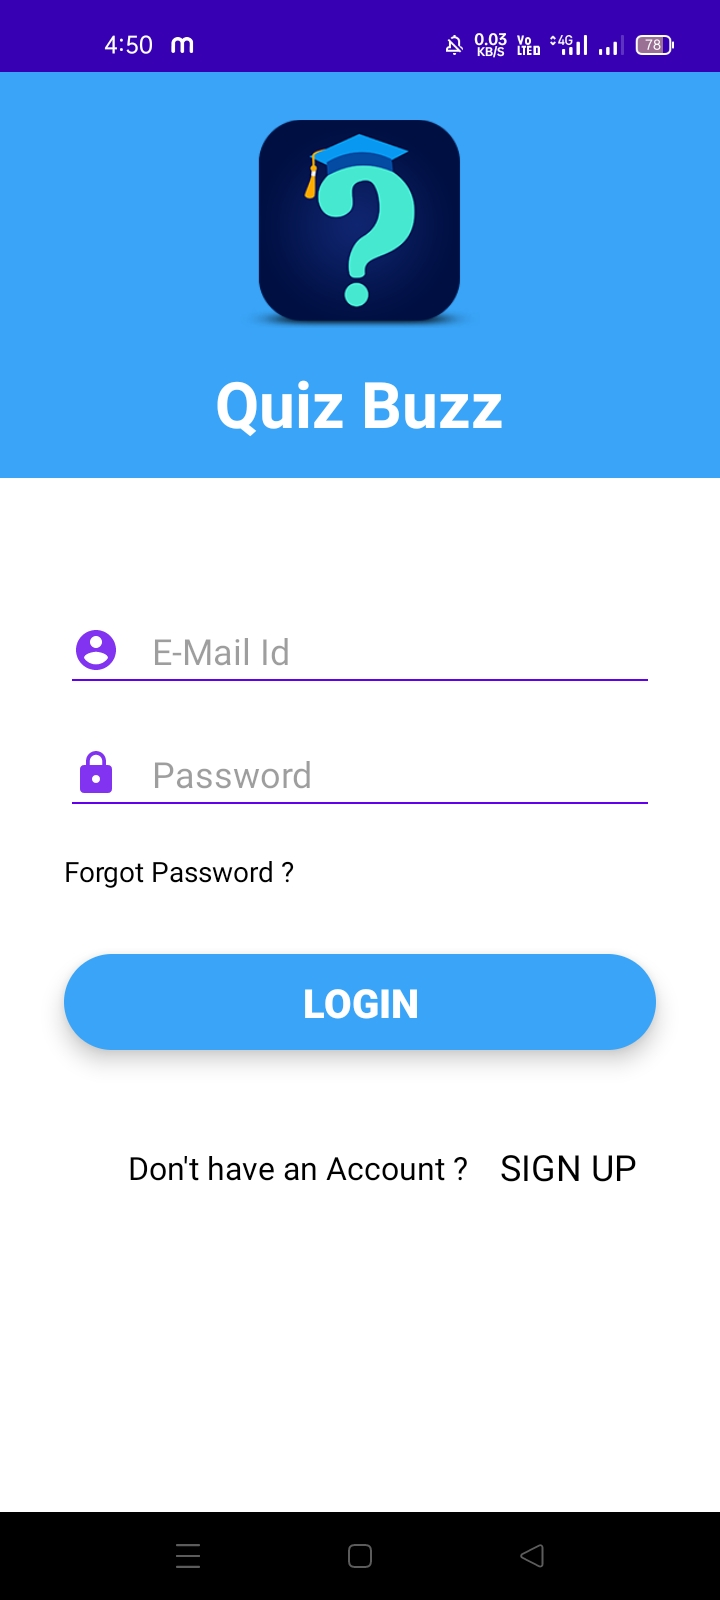 4:50 m 0.03 KB/S Vo LTE 4G 78
?
Quiz Buzz
E-Mail Id
Password
Forgot Password ?
LOGIN
Don't have an Account ? SIGN UP